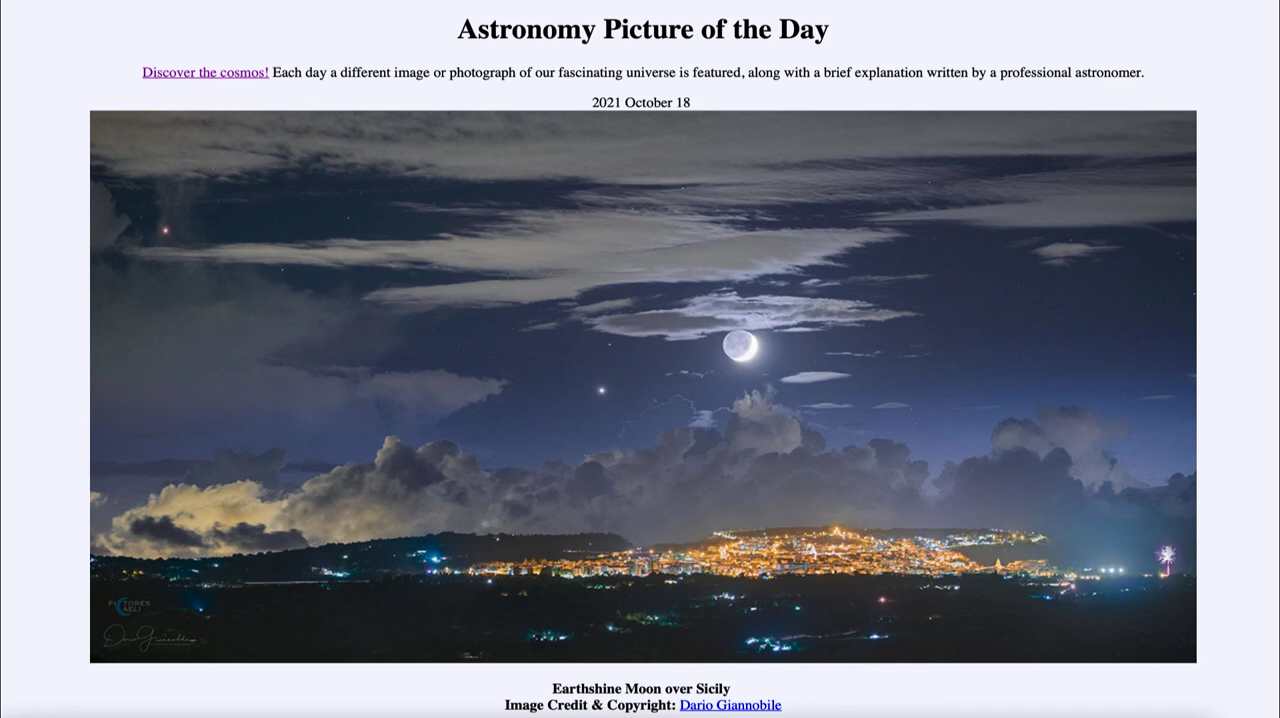 Astronomy Picture of the Day
Discover the cosmos! Each day a different image or photograph of our fascinating universe is featured, along with a brief explanation written by a professional astronomer.
2021 October 18
Earthshine Moon over Sicily
Image Credit & Copyright: Dario Giannobile